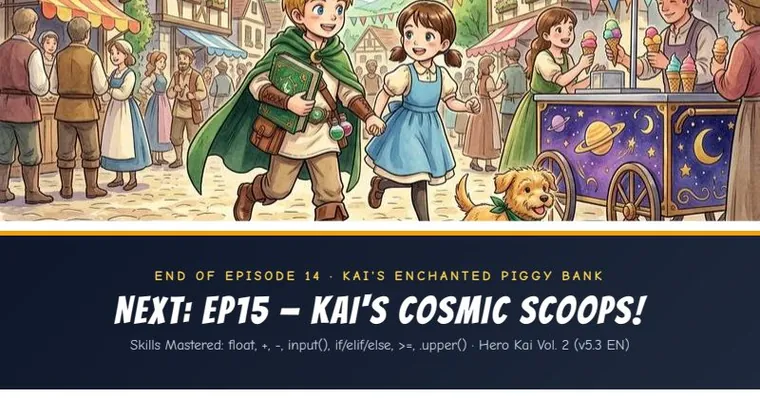 END OF EPISODE 14 · KAI'S ENCHANTED PIGGY BANK
NEXT: EP15 – KAI'S COSMIC SCOOPS!
Skills Mastered: float, +, -, input(), if/elif/else, >=, .upper() · Hero Kai Vol. 2 (v5.3 EN)